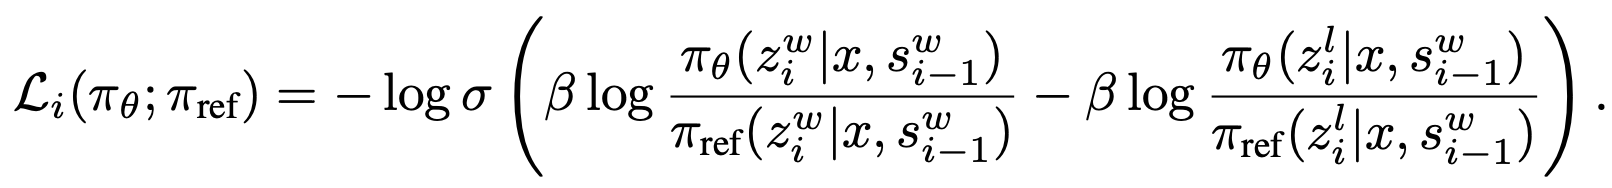 \mathcal{L}_i(\pi_\theta; \pi_{\text{ref}}) = -\log \sigma \left( \beta \log \frac{\pi_\theta(z_i^w|x, s_{i-1}^w)}{\pi_{\text{ref}}(z_i^w|x, s_{i-1}^w)} - \beta \log \frac{\pi_\theta(z_i^l|x, s_{i-1}^w)}{\pi_{\text{ref}}(z_i^l|x, s_{i-1}^w)} \right).